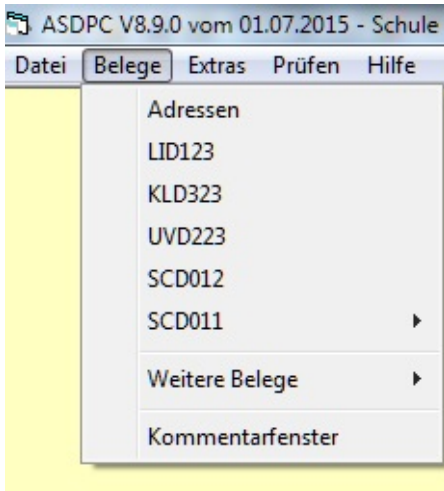 ASDPC V8.9.0 vom 01.07.2015 - Schule
Datei Belege Extras Prüfen Hilfe
Adressen
LID123
KLD323
UVD223
SCD012
SCD011
Weitere Belege
Kommentarfenster